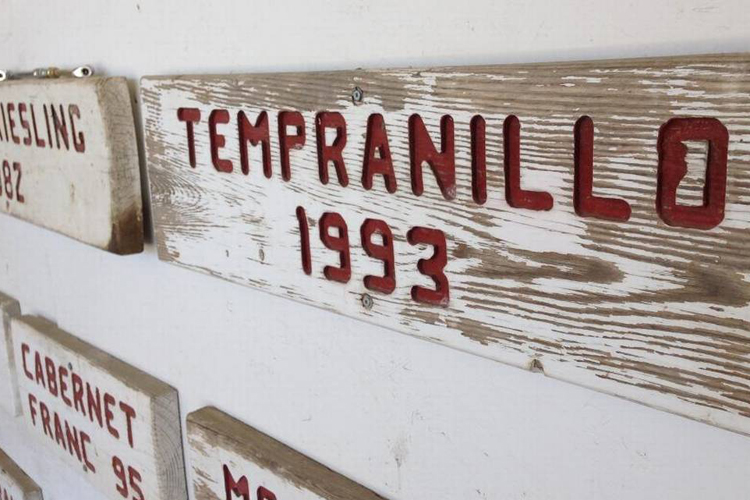 TEMPRANILLO
1993
IESLING
82
CABERNET
FRANC 95